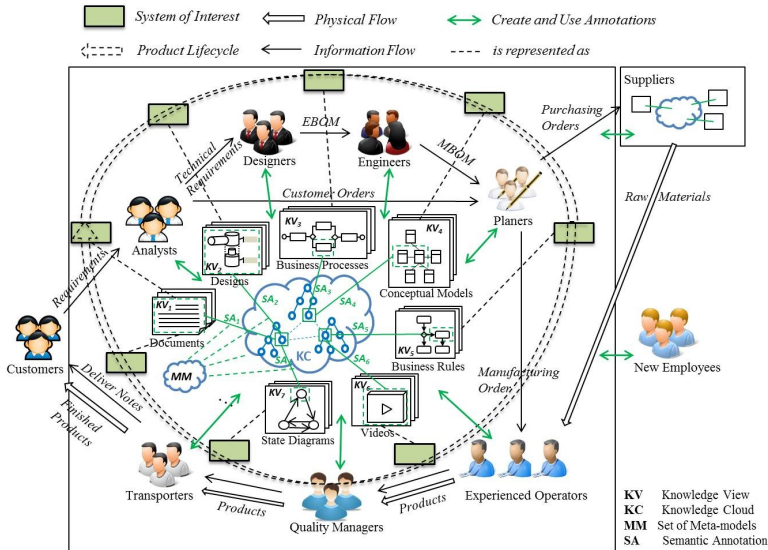 System of Interest
Physical Flow
Create and Use Annotations
Product Lifecycle
Information Flow
is represented as
Suppliers
Purchasing
Orders
EBOM
Designers
Engineers
MBOM
Technical
Requirements
Customer Orders
Planers
Raw Materials
Analysts
KV3
Business Processes
KV4
Conceptual Models
KV2
Designs
Requirements
SA2
SA3
SA4
KV1
Documents
SA1
SA5
KV5
Business Rules
Customers
KC
SA6
SA
MM
Manufacturing
Order
New Employees
Deliver Notes
Finished
Products
...
KV7
State Diagrams
KV6
Videos
Transporters
Products
Quality Managers
Products
Experienced Operators
KV Knowledge View
KC Knowledge Cloud
MM Set of Meta-models
SA Semantic Annotation